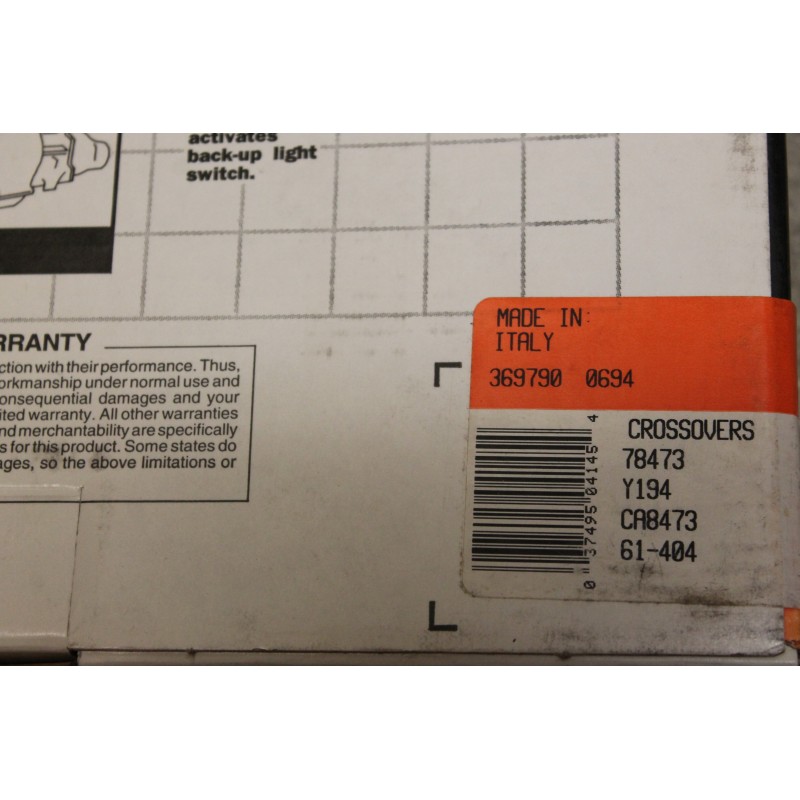 activates
back-up light
switch.
RRANTY
ction with their performance. Thus,
orkmanship under normal use and
onsequential damages and your
ited warranty. All other warranties
nd merchantability are specifically
s for this product. Some states do
ages, so the above limitations or
MADE IN:
ITALY
369790 0694
CROSSOVERS
78473
Y194
CA8473
61-404
0 37495 04145 4